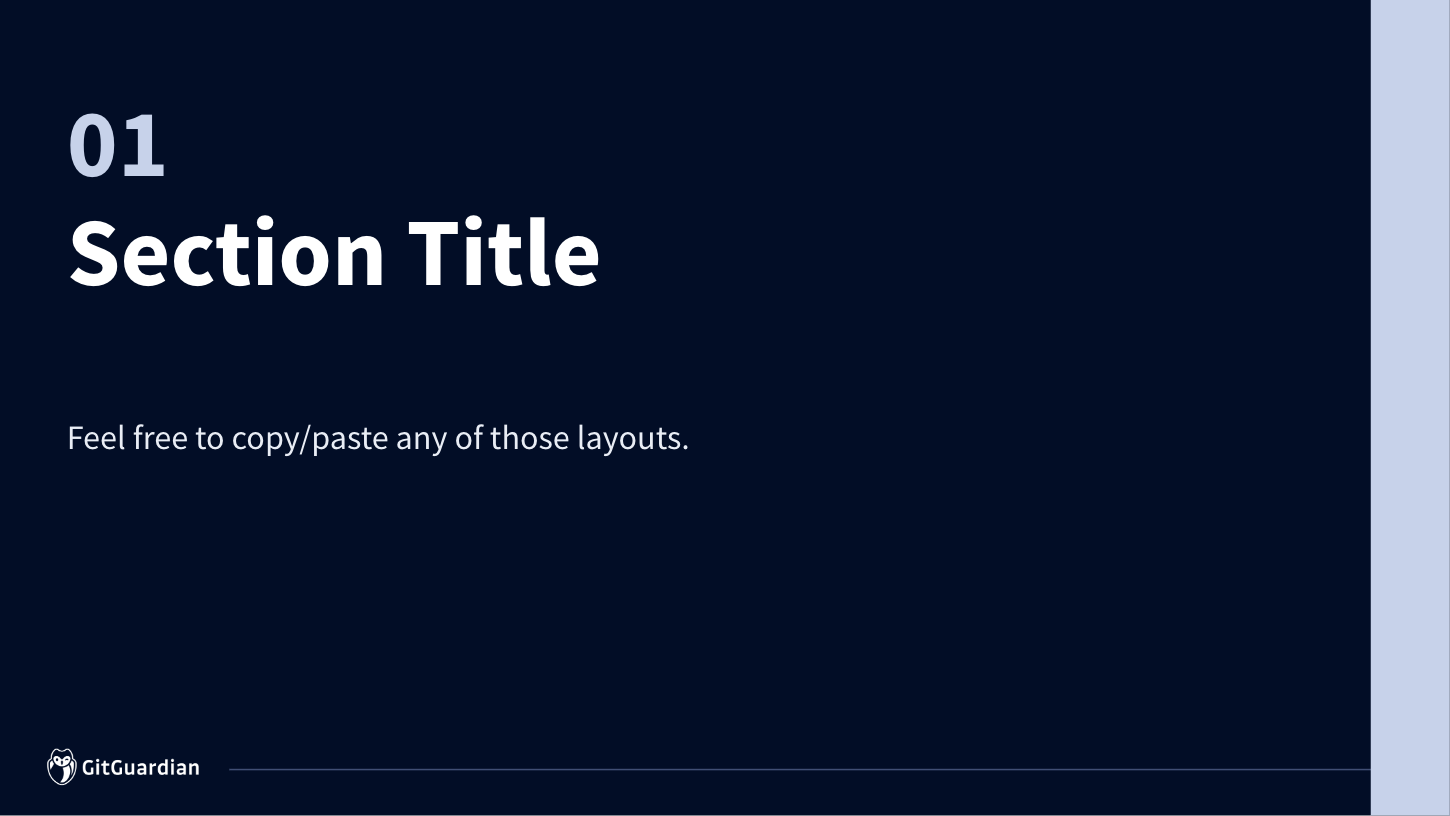 01
Section Title
Feel free to copy/paste any of those layouts.
GitGuardian